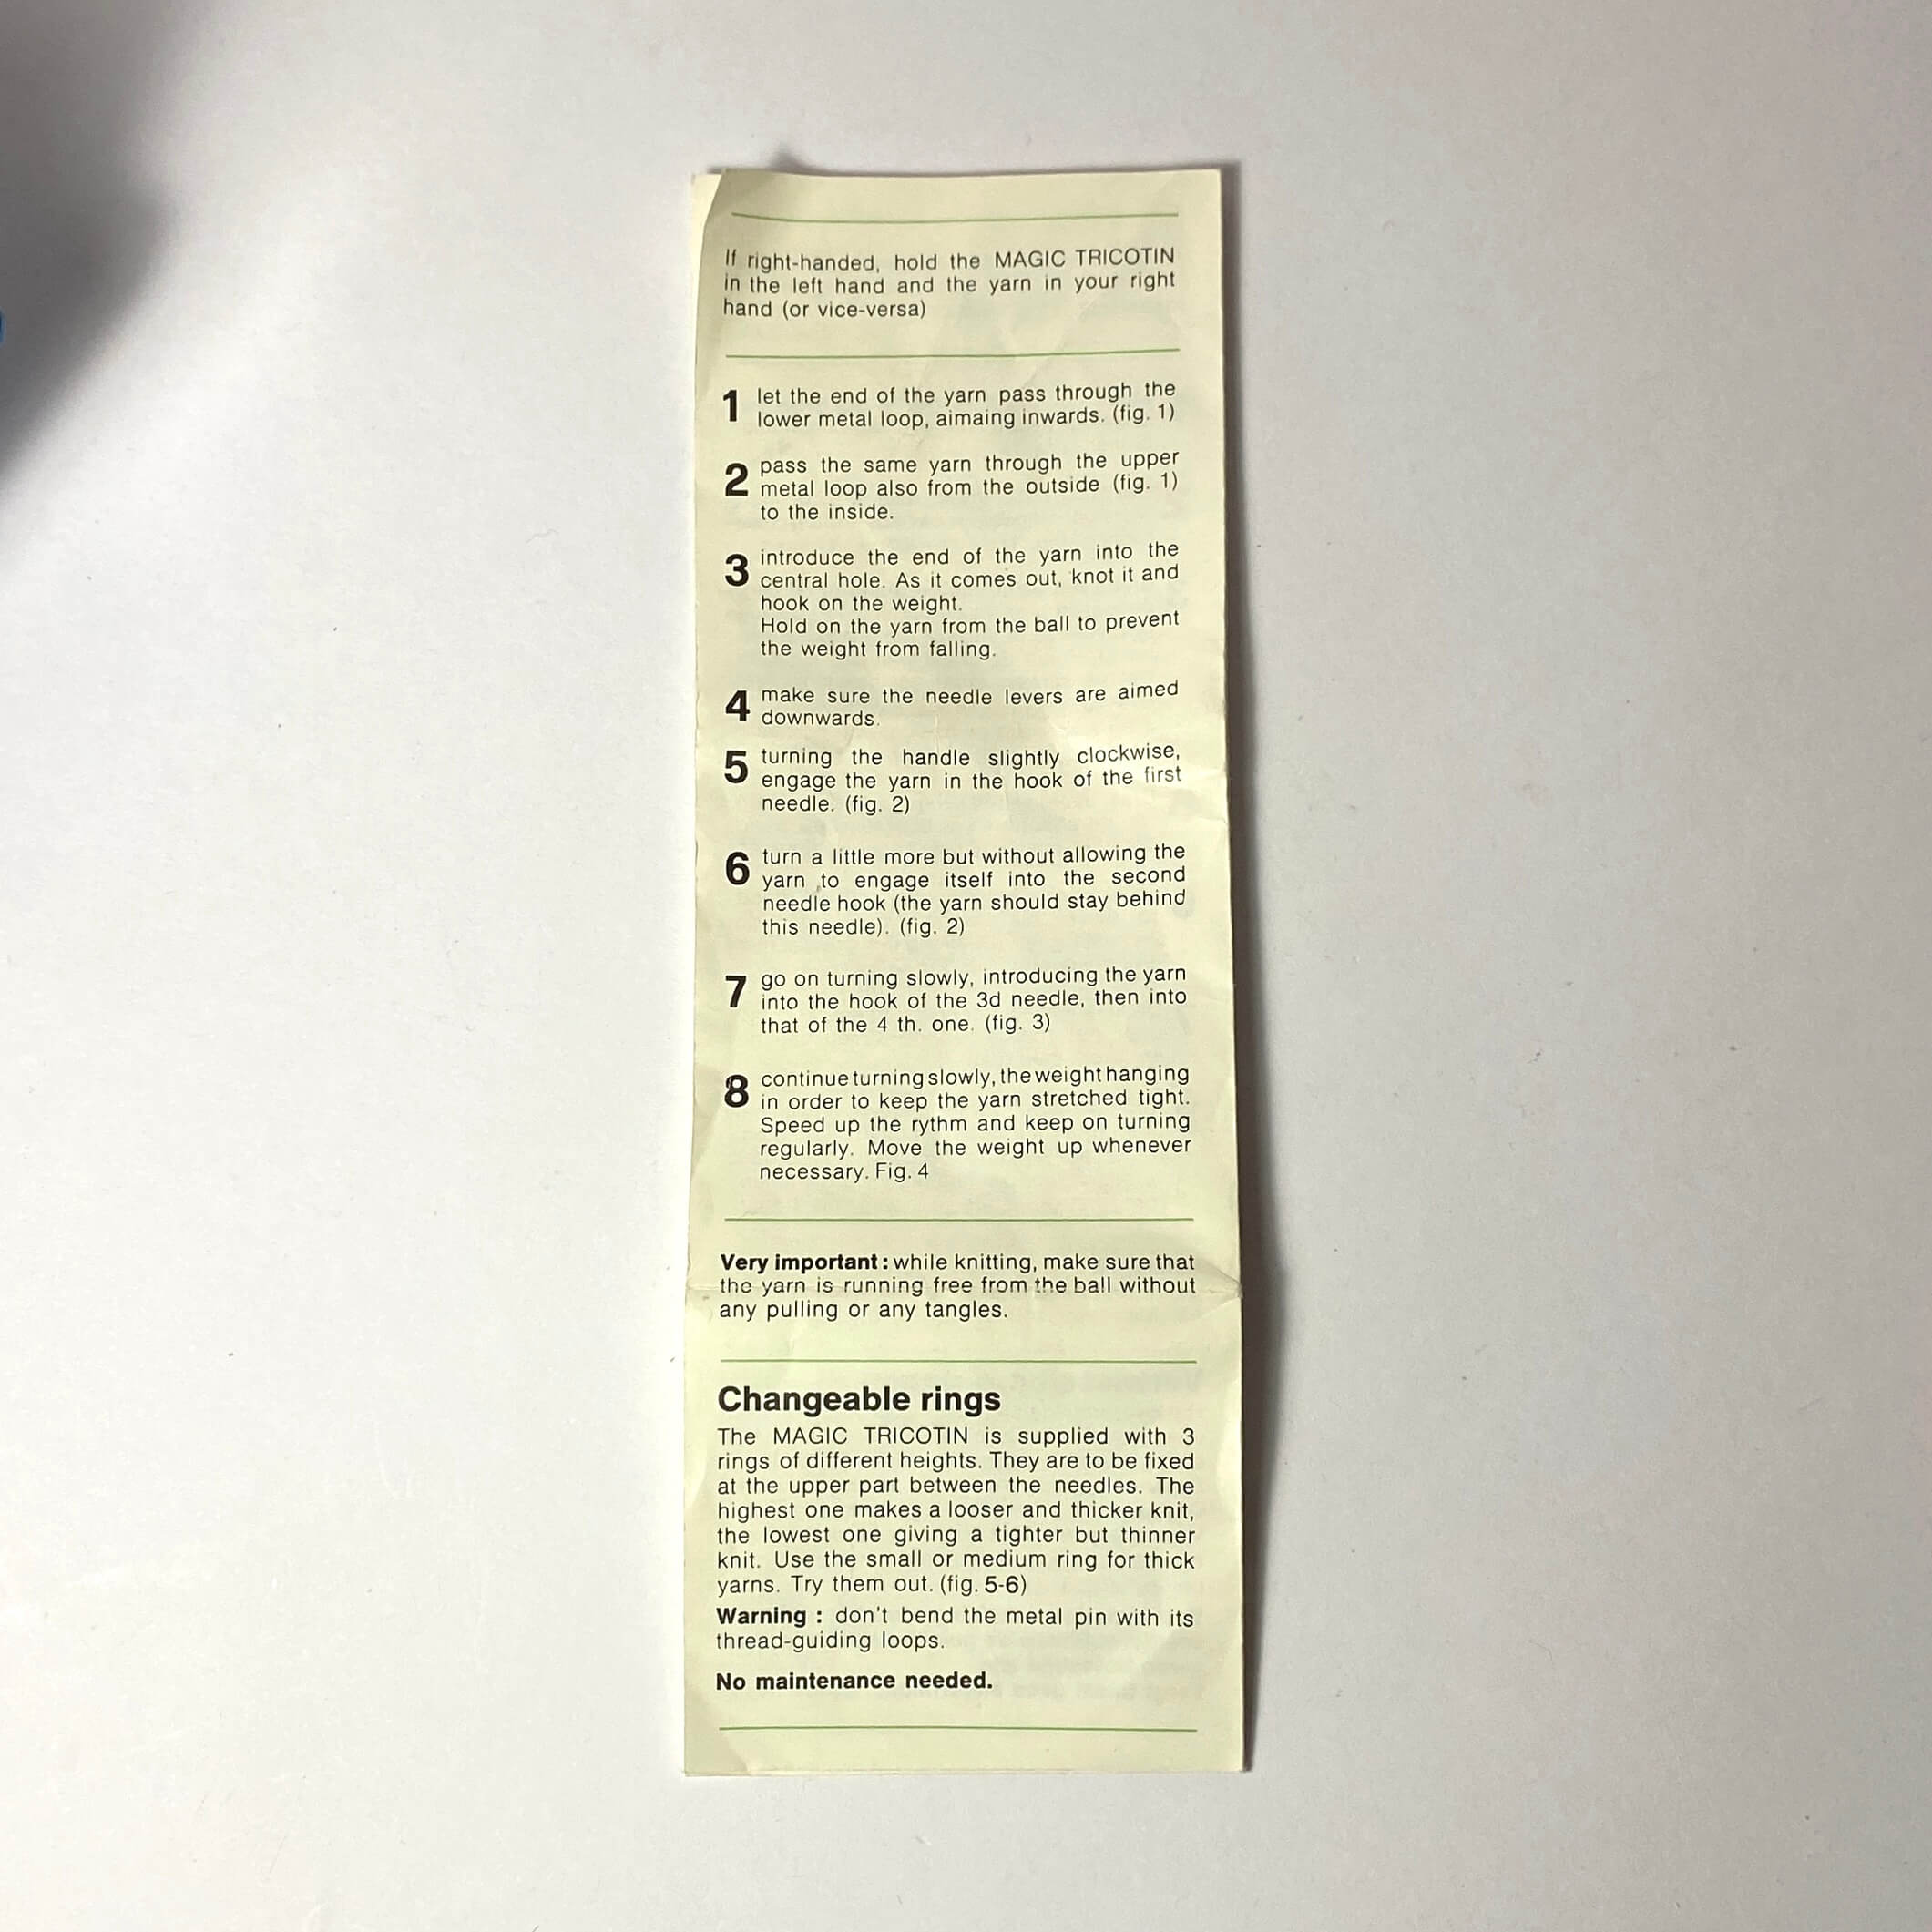 If right-handed, hold the MAGIC TRICOTIN
in the left hand and the yarn in your right
hand (or vice-versa)
1 let the end of the yarn pass through the
lower metal loop, aimaing inwards. (fig. 1)
2 pass the same yarn through the upper
metal loop also from the outside (fig. 1)
to the inside.
3 introduce the end of the yarn into the
central hole. As it comes out, knot it and
hook on the weight.
Hold on the yarn from the ball to prevent
the weight from falling.
4 make sure the needle levers are aimed
downwards.
5 turning the handle slightly clockwise,
engage the yarn in the hook of the first
needle. (fig. 2)
6 turn a little more but without allowing the
yarn to engage itself into the second
needle hook (the yarn should stay behind
this needle). (fig. 2)
7 go on turning slowly, introducing the yarn
into the hook of the 3d needle, then into
that of the 4 th. one. (fig. 3)
8 continue turning slowly, the weight hanging
in order to keep the yarn stretched tight.
Speed up the rythm and keep on turning
regularly. Move the weight up whenever
necessary. Fig. 4
Very important : while knitting, make sure that
the yarn is running free from the ball without
any pulling or any tangles.
Changeable rings
The MAGIC TRICOTIN is supplied with 3
rings of different heights. They are to be fixed
at the upper part between the needles. The
highest one makes a looser and thicker knit,
the lowest one giving a tighter but thinner
knit. Use the small or medium ring for thick
yarns. Try them out. (fig. 5-6)
Warning : don't bend the metal pin with its
thread-guiding loops.
No maintenance needed.